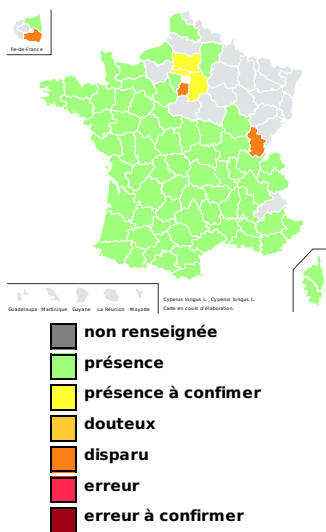 Île-de-France
Guadeloupe Martinique Guyane La Réunion Mayotte
Cyperus longus L., Cyperus longus L.
Carte en cours d'élaboration.
non renseignée
présence
présence à confimer
douteux
disparu
erreur
erreur à confirmer